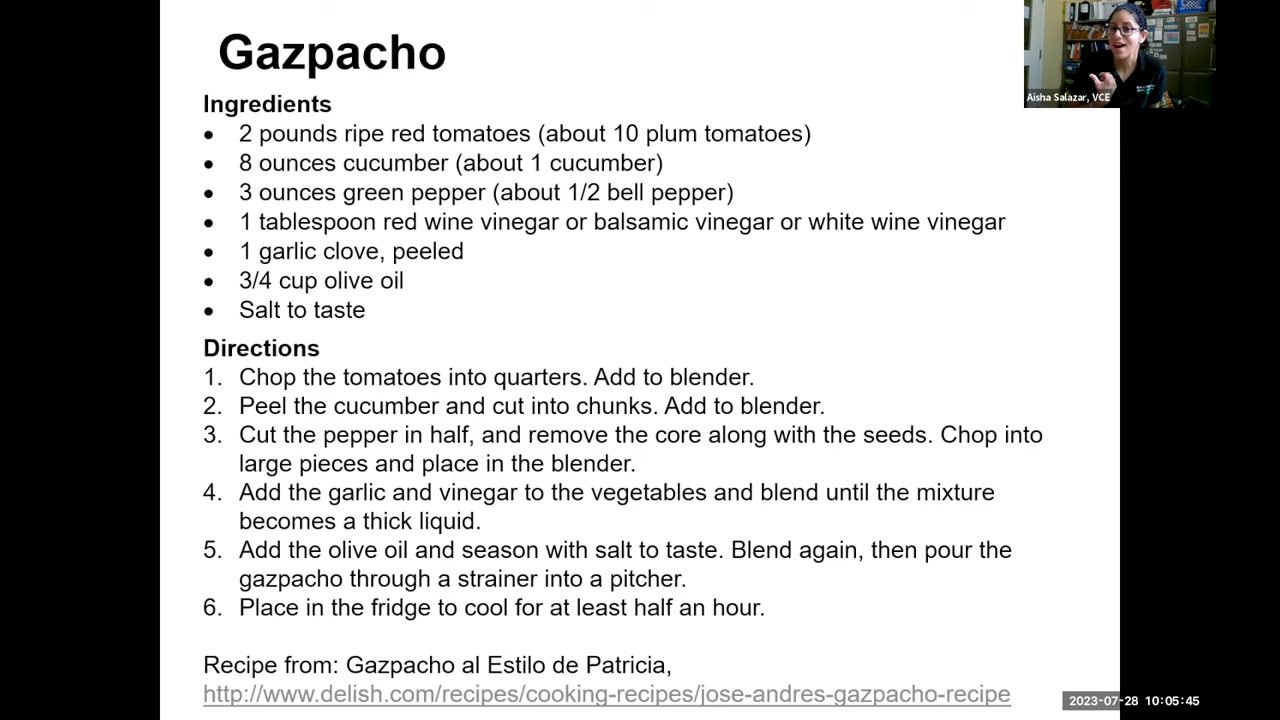 Gazpacho
Aisha Salazar, VCE
Ingredients
• 2 pounds ripe red tomatoes (about 10 plum tomatoes)
• 8 ounces cucumber (about 1 cucumber)
• 3 ounces green pepper (about 1/2 bell pepper)
• 1 tablespoon red wine vinegar or balsamic vinegar or white wine vinegar
• 1 garlic clove, peeled
• 3/4 cup olive oil
• Salt to taste
Directions
1. Chop the tomatoes into quarters. Add to blender.
2. Peel the cucumber and cut into chunks. Add to blender.
3. Cut the pepper in half, and remove the core along with the seeds. Chop into
large pieces and place in the blender.
4. Add the garlic and vinegar to the vegetables and blend until the mixture
becomes a thick liquid.
5. Add the olive oil and season with salt to taste. Blend again, then pour the
gazpacho through a strainer into a pitcher.
6. Place in the fridge to cool for at least half an hour.
Recipe from: Gazpacho al Estilo de Patricia,
http://www.delish.com/recipes/cooking-recipes/jose-andres-gazpacho-recipe
2023-07-28 10:05:45